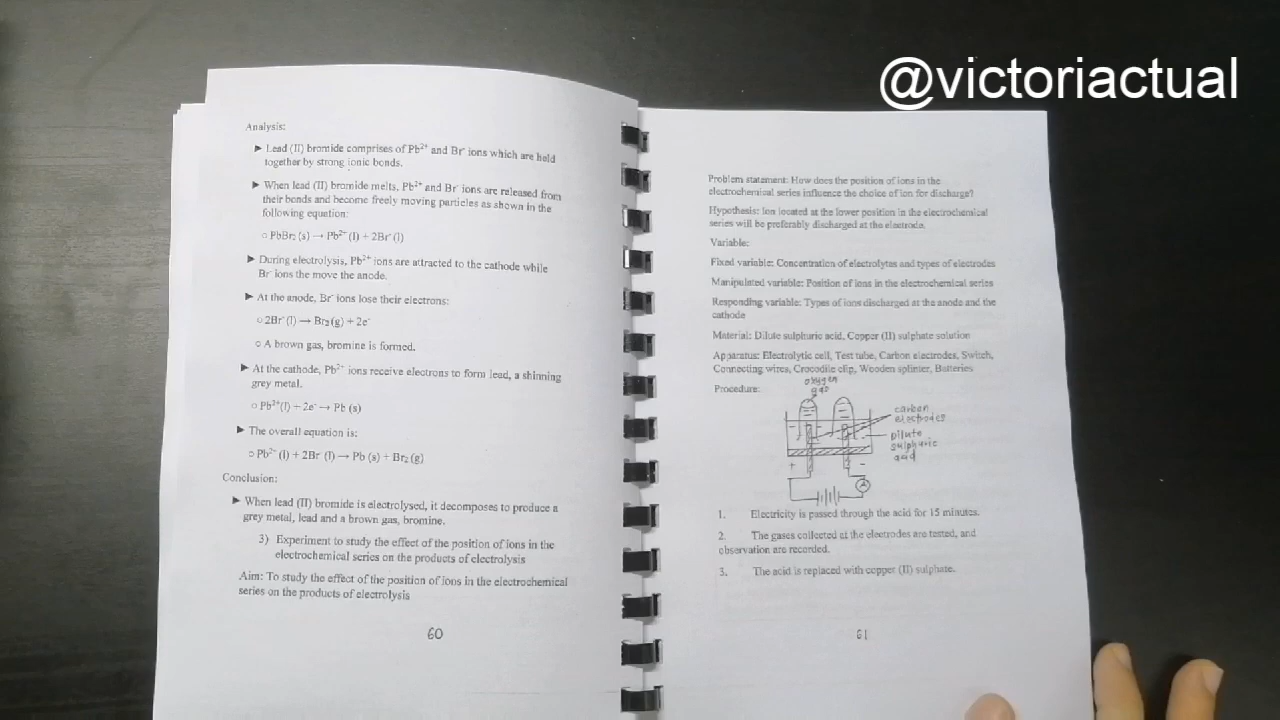 @victoriactual
Analysis:
► Lead (II) bromide comprises of Pb²⁺ and Br⁻ ions which are held
together by strong ionic bonds.
► When lead (II) bromide melts, Pb²⁺ and Br⁻ ions are released from
their bonds and become freely moving particles as shown in the
following equation:
○ PbBr₂ (s) → Pb²⁺ (l) + 2Br⁻ (l)
► During electrolysis, Pb²⁺ ions are attracted to the cathode while
Br⁻ ions the move the anode.
► At the anode, Br⁻ ions lose their electrons:
○ 2Br⁻ (l) → Br₂ (g) + 2e⁻
○ A brown gas, bromine is formed.
► At the cathode, Pb²⁺ ions receive electrons to form lead, a shinning
grey metal.
○ Pb²⁺(l) + 2e⁻ → Pb (s)
► The overall equation is:
○ Pb²⁺ (l) + 2Br⁻ (l) → Pb (s) + Br₂ (g)
Conclusion:
► When lead (II) bromide is electrolysed, it decomposes to produce a
grey metal, lead and a brown gas, bromine.
3) Experiment to study the effect of the position of ions in the
electrochemical series on the products of electrolysis
Aim: To study the effect of the position of ions in the electrochemical
series on the products of electrolysis
60
Problem statement: How does the position of ions in the
electrochemical series influence the choice of ion for discharge?
Hypothesis: Ion located at the lower position in the electrochemical
series will be preferably discharged at the electrode.
Variable:
Fixed variable: Concentration of electrolytes and types of electrodes
Manipulated variable: Position of ions in the electrochemical series
Responding variable: Types of ions discharged at the anode and the
cathode
Material: Dilute sulphuric acid, Copper (II) sulphate solution
Apparatus: Electrolytic cell, Test tube, Carbon electrodes, Switch,
Connecting wires, Crocodile clip, Wooden splinter, Batteries
Procedure:
oxygen
gas
carbon
electrodes
Dilute
sulphuric
acid
+ -
A
1. Electricity is passed through the acid for 15 minutes.
2. The gases collected at the electrodes are tested, and
observation are recorded.
3. The acid is replaced with copper (II) sulphate.
61